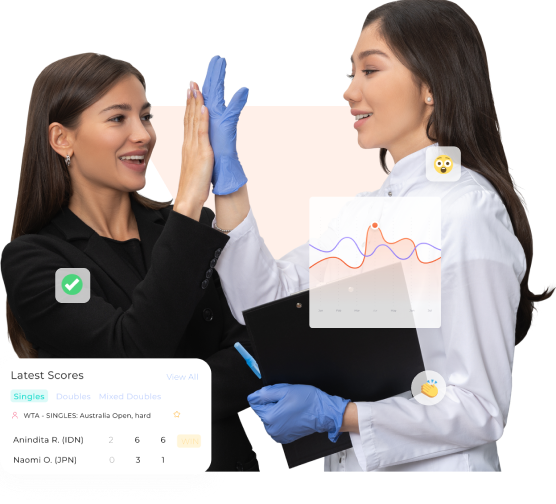 Latest Scores View All
Singles Doubles Mixed Doubles
WTA - SINGLES: Australia Open, hard
Anindita R. (IDN) 2 6 6
Naomi O. (JPN) 0 3 1